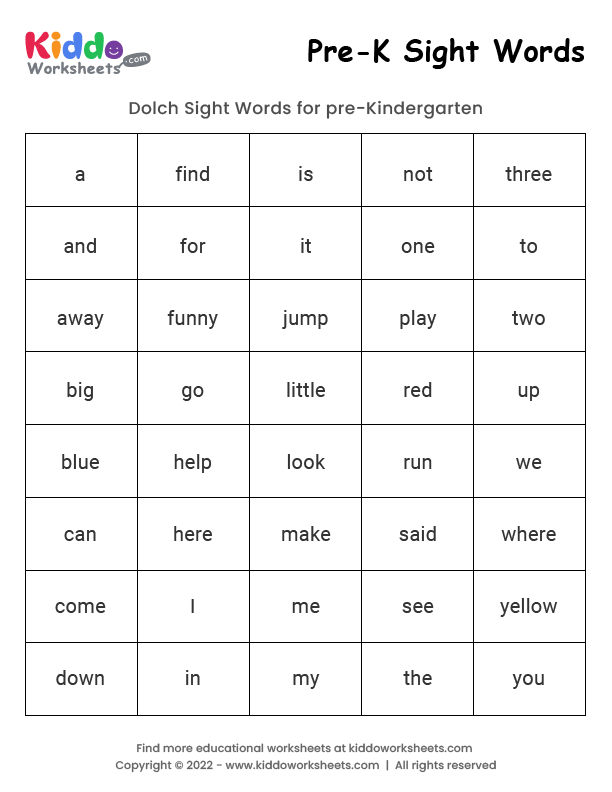 Kiddo
Worksheets.com
Pre-K Sight Words
Dolch Sight Words for pre-Kindergarten
a find is not three
and for it one to
away funny jump play two
big go little red up
blue help look run we
can here make said where
come I me see yellow
down in my the you
Find more educational worksheets at kiddoworksheets.com
Copyright © 2022 - www.kiddoworksheets.com | All rights reserved